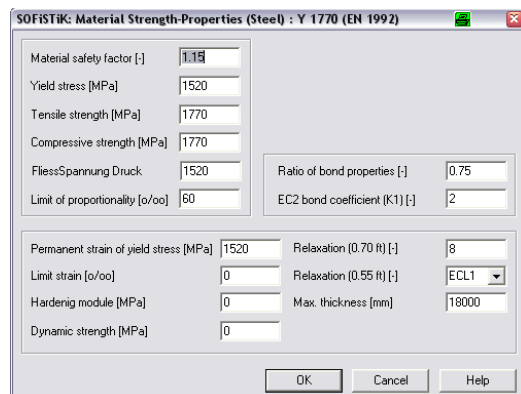 SOFiSTiK: Material Strength-Properties (Steel) : Y 1770 (EN 1992)
Material safety factor [-] 1.15
Yield stress [MPa] 1520
Tensile strength [MPa] 1770
Compressive strength [MPa] 1770
FliessSpannung Druck 1520
Limit of proportionality [o/oo] 60
Ratio of bond properties [-] 0.75
EC2 bond coefficient (K1) [-] 2
Permanent strain of yield stress [MPa] 1520
Limit strain [o/oo] 0
Hardenig module [MPa] 0
Dynamic strength [MPa] 0
Relaxation (0.70 ft) [-] 8
Relaxation (0.55 ft) [-] ECL1
Max. thickness [mm] 18000
OK Cancel Help